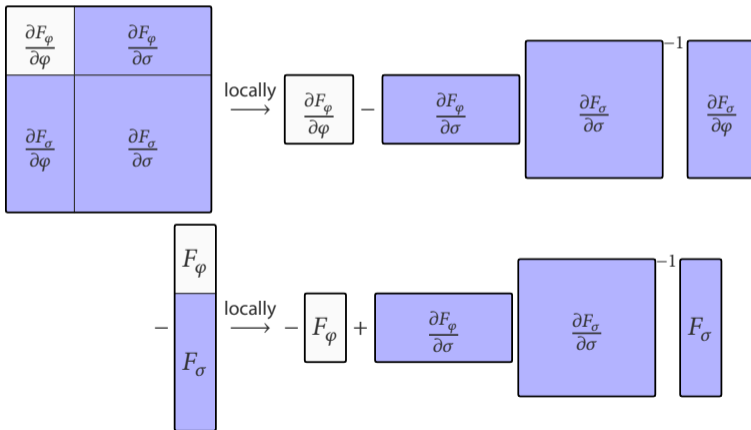 ∂F_φ/∂φ ∂F_φ/∂σ
∂F_σ/∂φ ∂F_σ/∂σ
locally ⟶
∂F_φ/∂φ − ∂F_φ/∂σ ∂F_σ/∂σ −1 ∂F_σ/∂φ
− F_φ
F_σ
locally ⟶
− F_φ + ∂F_φ/∂σ ∂F_σ/∂σ −1 F_σ